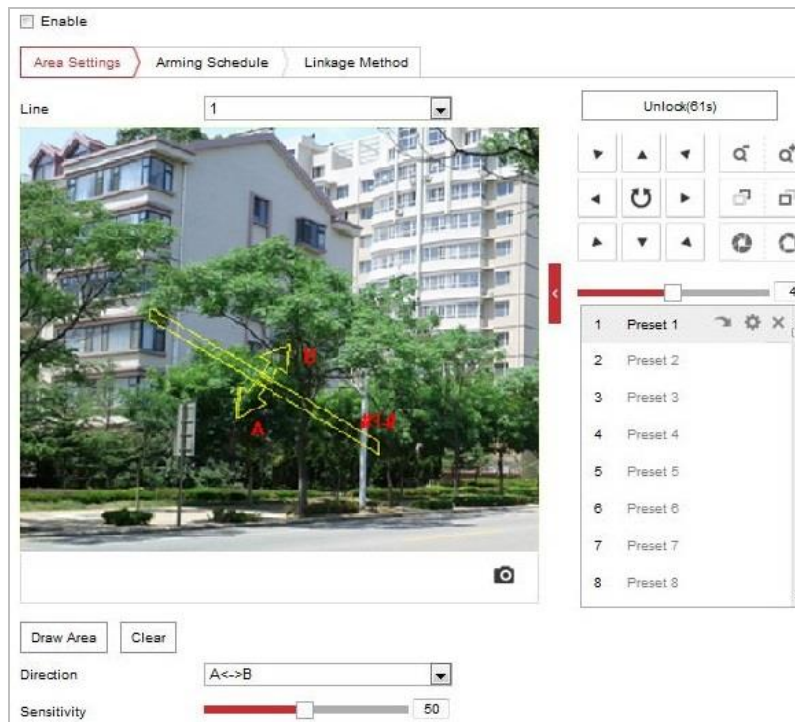 Enable
Area Settings
Arming Schedule
Linkage Method
Line
1
Unlock(61s)
B
A
#1#
4
1 Preset 1
2 Preset 2
3 Preset 3
4 Preset 4
5 Preset 5
6 Preset 6
7 Preset 7
8 Preset 8
Draw Area
Clear
Direction
A<->B
Sensitivity
50